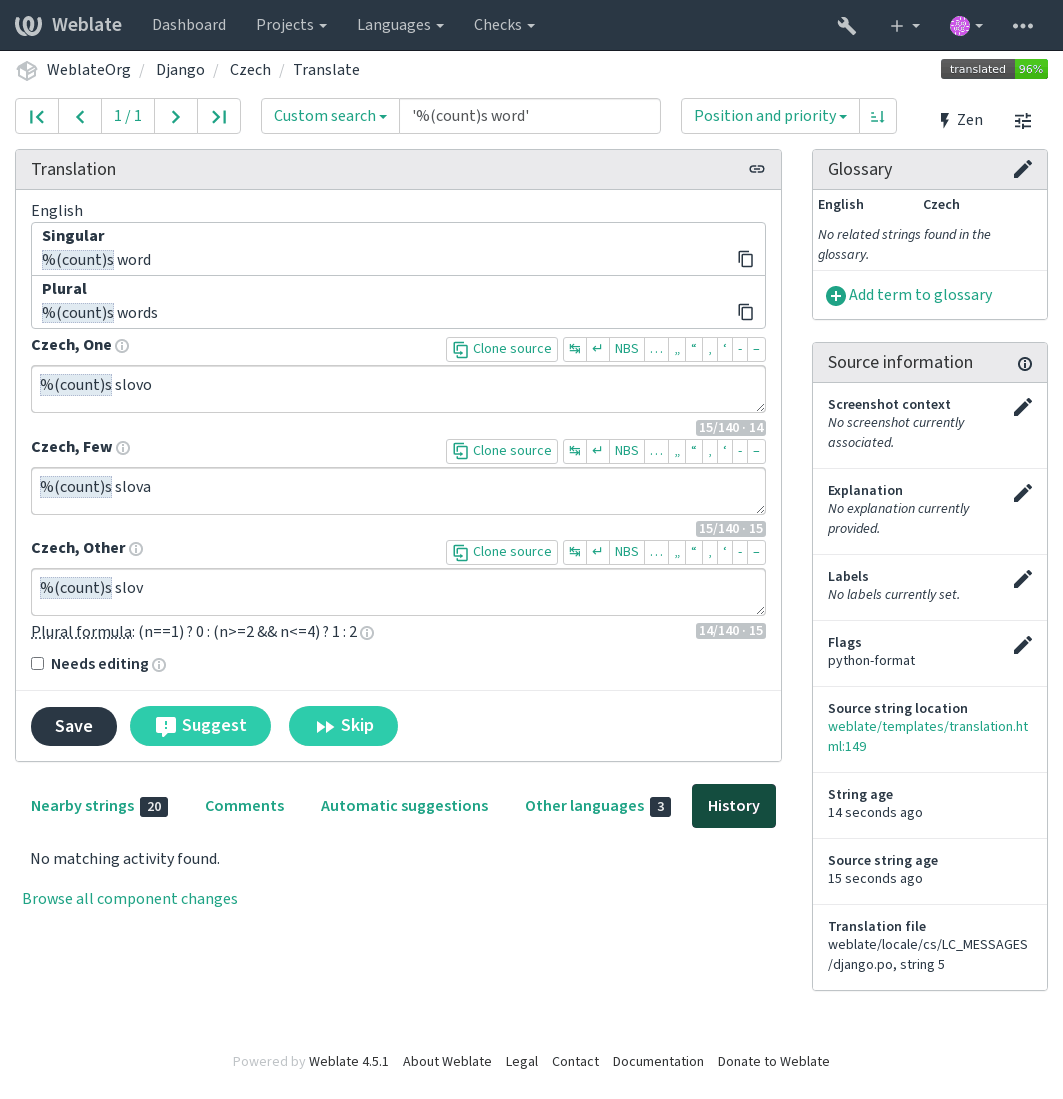 Weblate Dashboard Projects Languages Checks
WeblateOrg / Django / Czech / Translate translated 96%
1 / 1 Custom search '%(count)s word' Position and priority Zen
Translation
English
Singular
%(count)s word
Plural
%(count)s words
Czech, One Clone source ↹ ↵ NBS … „ “ ‚ ‘ - –
%(count)s slovo
15/140 · 14
Czech, Few Clone source ↹ ↵ NBS … „ “ ‚ ‘ - –
%(count)s slova
15/140 · 15
Czech, Other Clone source ↹ ↵ NBS … „ “ ‚ ‘ - –
%(count)s slov
Plural formula: (n==1) ? 0 : (n>=2 && n<=4) ? 1 : 2 14/140 · 15
Needs editing
Save Suggest Skip
Nearby strings 20 Comments Automatic suggestions Other languages 3 History
No matching activity found.
Browse all component changes
Glossary
English Czech
No related strings found in the
glossary.
Add term to glossary
Source information
Screenshot context
No screenshot currently
associated.
Explanation
No explanation currently
provided.
Labels
No labels currently set.
Flags
python-format
Source string location
weblate/templates/translation.ht
ml:149
String age
14 seconds ago
Source string age
15 seconds ago
Translation file
weblate/locale/cs/LC_MESSAGES
/django.po, string 5
Powered by Weblate 4.5.1 About Weblate Legal Contact Documentation Donate to Weblate